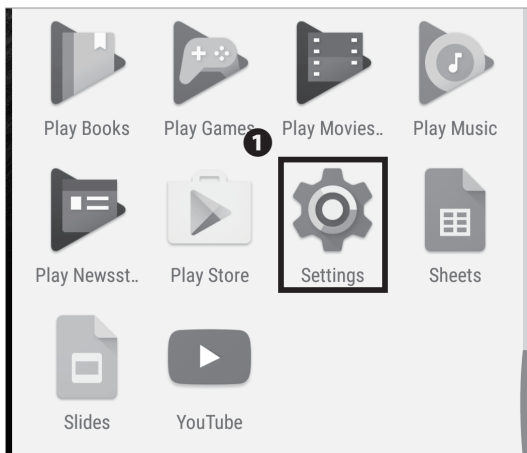 Play Books
Play Games
Play Movies..
Play Music
1
Play Newsst..
Play Store
Settings
Sheets
Slides
YouTube